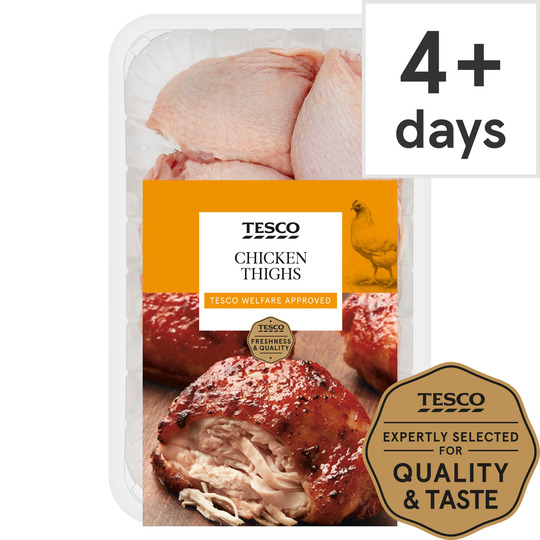 4+
days
TESCO
CHICKEN
THIGHS
TESCO WELFARE APPROVED
TESCO
FRESHNESS
& QUALITY
TESCO
EXPERTLY SELECTED
FOR
QUALITY
& TASTE